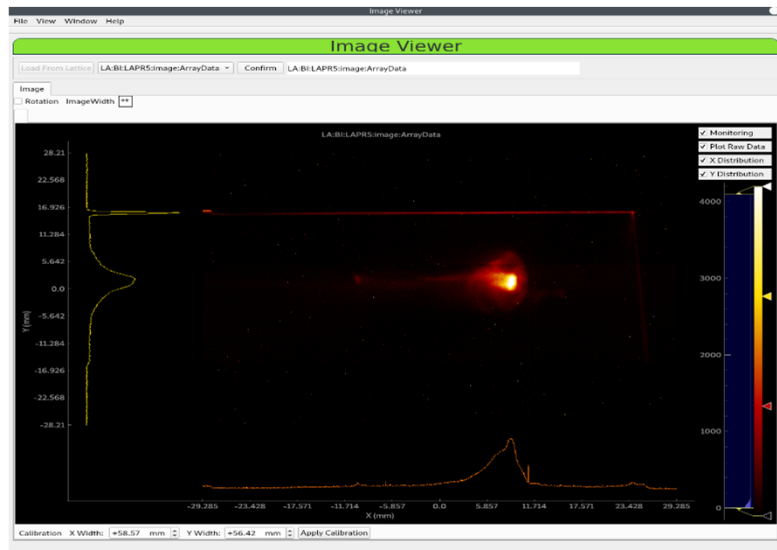 Image Viewer
File View Window Help
Image Viewer
Load From Lattice LA:BI:LAPR5:image:ArrayData Confirm LA:BI:LAPR5:image:ArrayData
Image
Rotation ImageWidth **
LA:BI:LAPR5:image:ArrayData
Monitoring
Plot Raw Data
X Distribution
Y Distribution
28.21
22.568
16.926
11.284
5.642
0.0
-5.642
-11.284
-16.926
-22.568
-28.21
Y (mm)
4000
3000
2000
1000
0
-29.285 -23.428 -17.571 -11.714 -5.857 0.0 5.857 11.714 17.571 23.428 29.285
X (mm)
Calibration X Width: +58.57 mm Y Width: +56.42 mm Apply Calibration